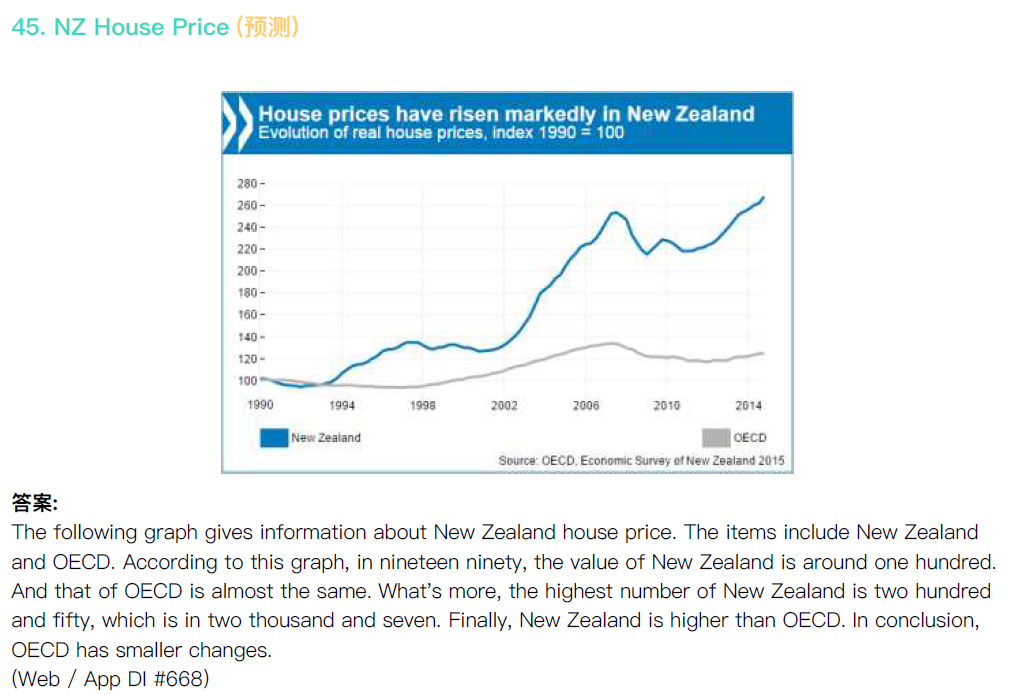 45. NZ House Price (预测)
House prices have risen markedly in New Zealand
Evolution of real house prices, index 1990 = 100
280
260
240
220
200
180
160
140
120
100
1990 1994 1998 2002 2006 2010 2014
New Zealand OECD
Source: OECD, Economic Survey of New Zealand 2015
答案:
The following graph gives information about New Zealand house price. The items include New Zealand
and OECD. According to this graph, in nineteen ninety, the value of New Zealand is around one hundred.
And that of OECD is almost the same. What's more, the highest number of New Zealand is two hundred
and fifty, which is in two thousand and seven. Finally, New Zealand is higher than OECD. In conclusion,
OECD has smaller changes.
(Web / App DI #668)